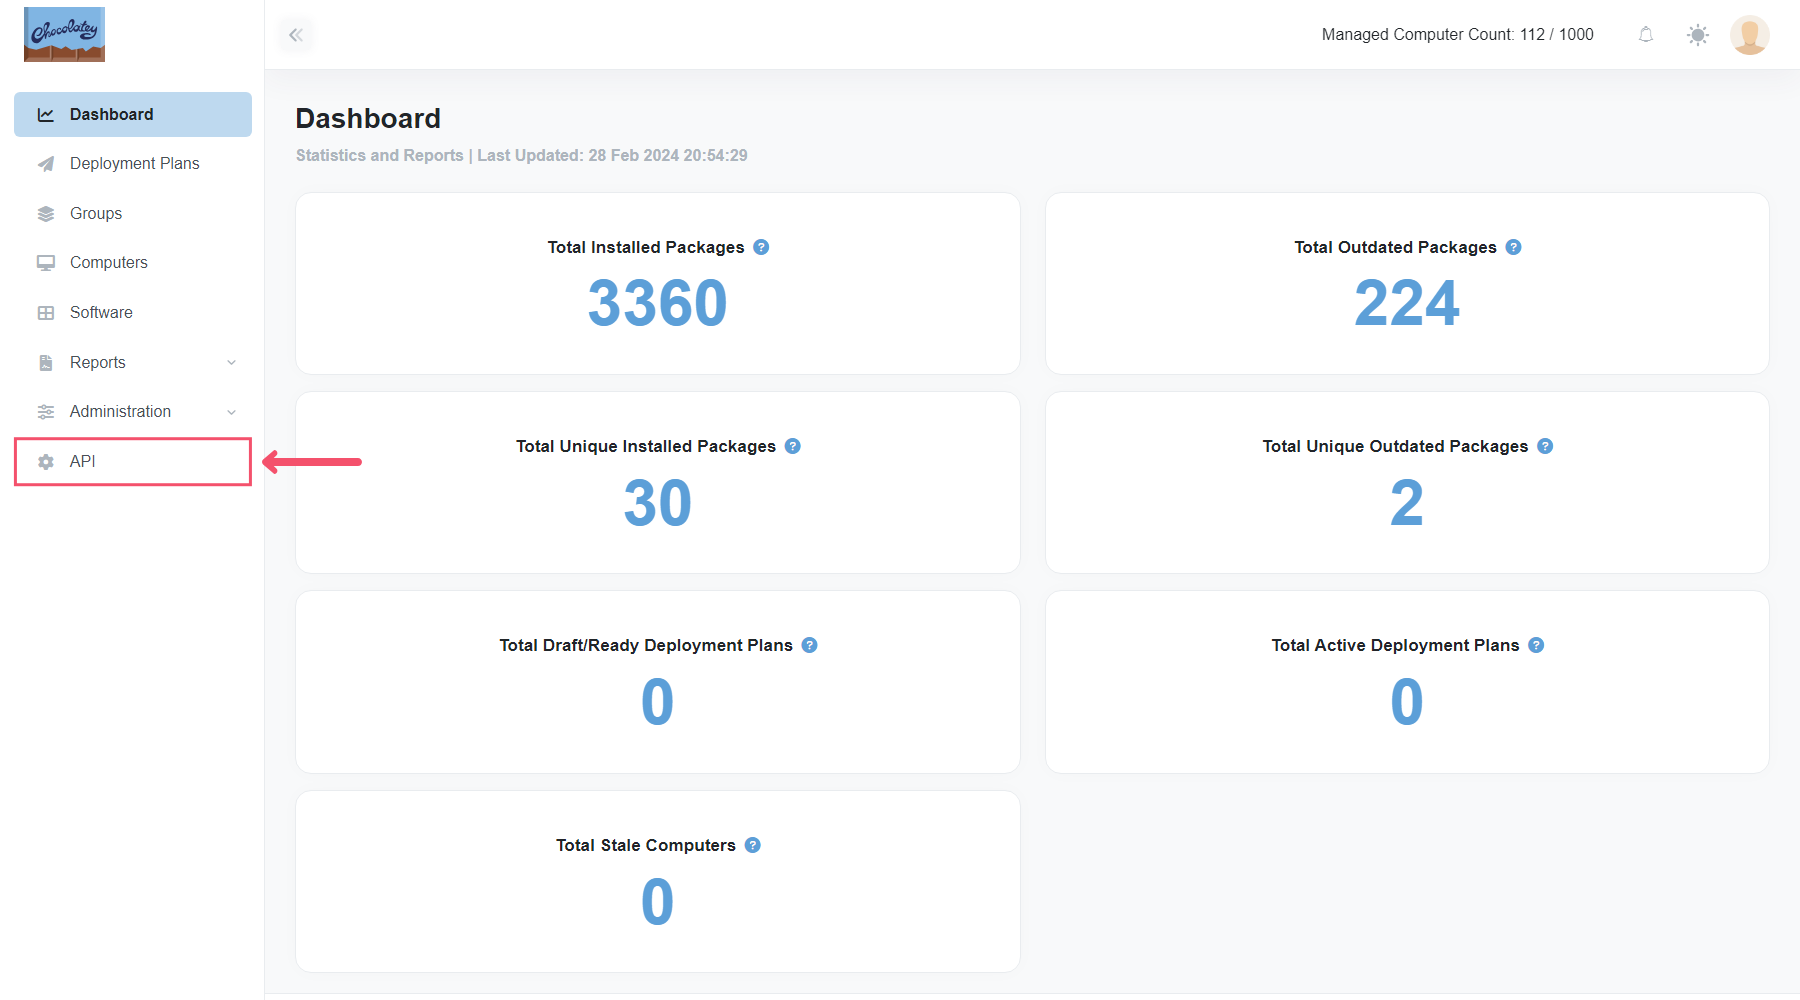 Chocolatey
Managed Computer Count: 112 / 1000
Dashboard
Deployment Plans
Groups
Computers
Software
Reports
Administration
API
Dashboard
Statistics and Reports | Last Updated: 28 Feb 2024 20:54:29
Total Installed Packages ?
3360
Total Outdated Packages ?
224
Total Unique Installed Packages ?
30
Total Unique Outdated Packages ?
2
Total Draft/Ready Deployment Plans ?
0
Total Active Deployment Plans ?
0
Total Stale Computers ?
0